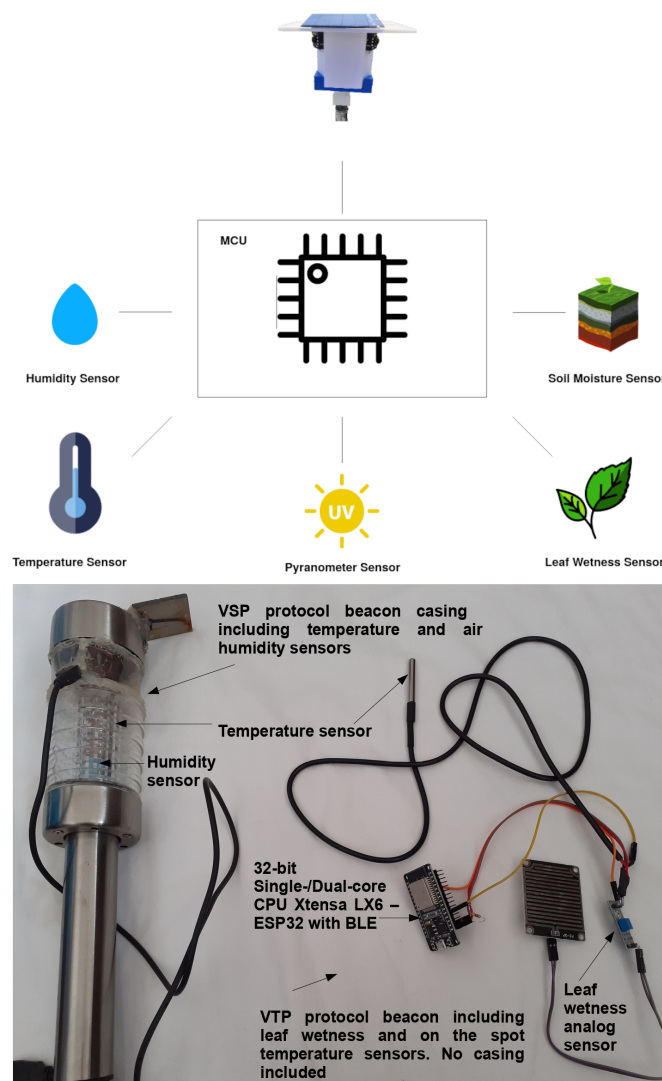 MCU
Humidity Sensor
Soil Moisture Sensor
Temperature Sensor
UV
Pyranometer Sensor
Leaf Wetness Sensor
VSP protocol beacon casing
including temperature and air
humidity sensors
Temperature sensor
Humidity
sensor
32-bit
Single-/Dual-core
CPU Xtensa LX6 –
ESP32 with BLE
Leaf
wetness
analog
sensor
VTP protocol beacon including
leaf wetness and on the spot
temperature sensors. No casing
included